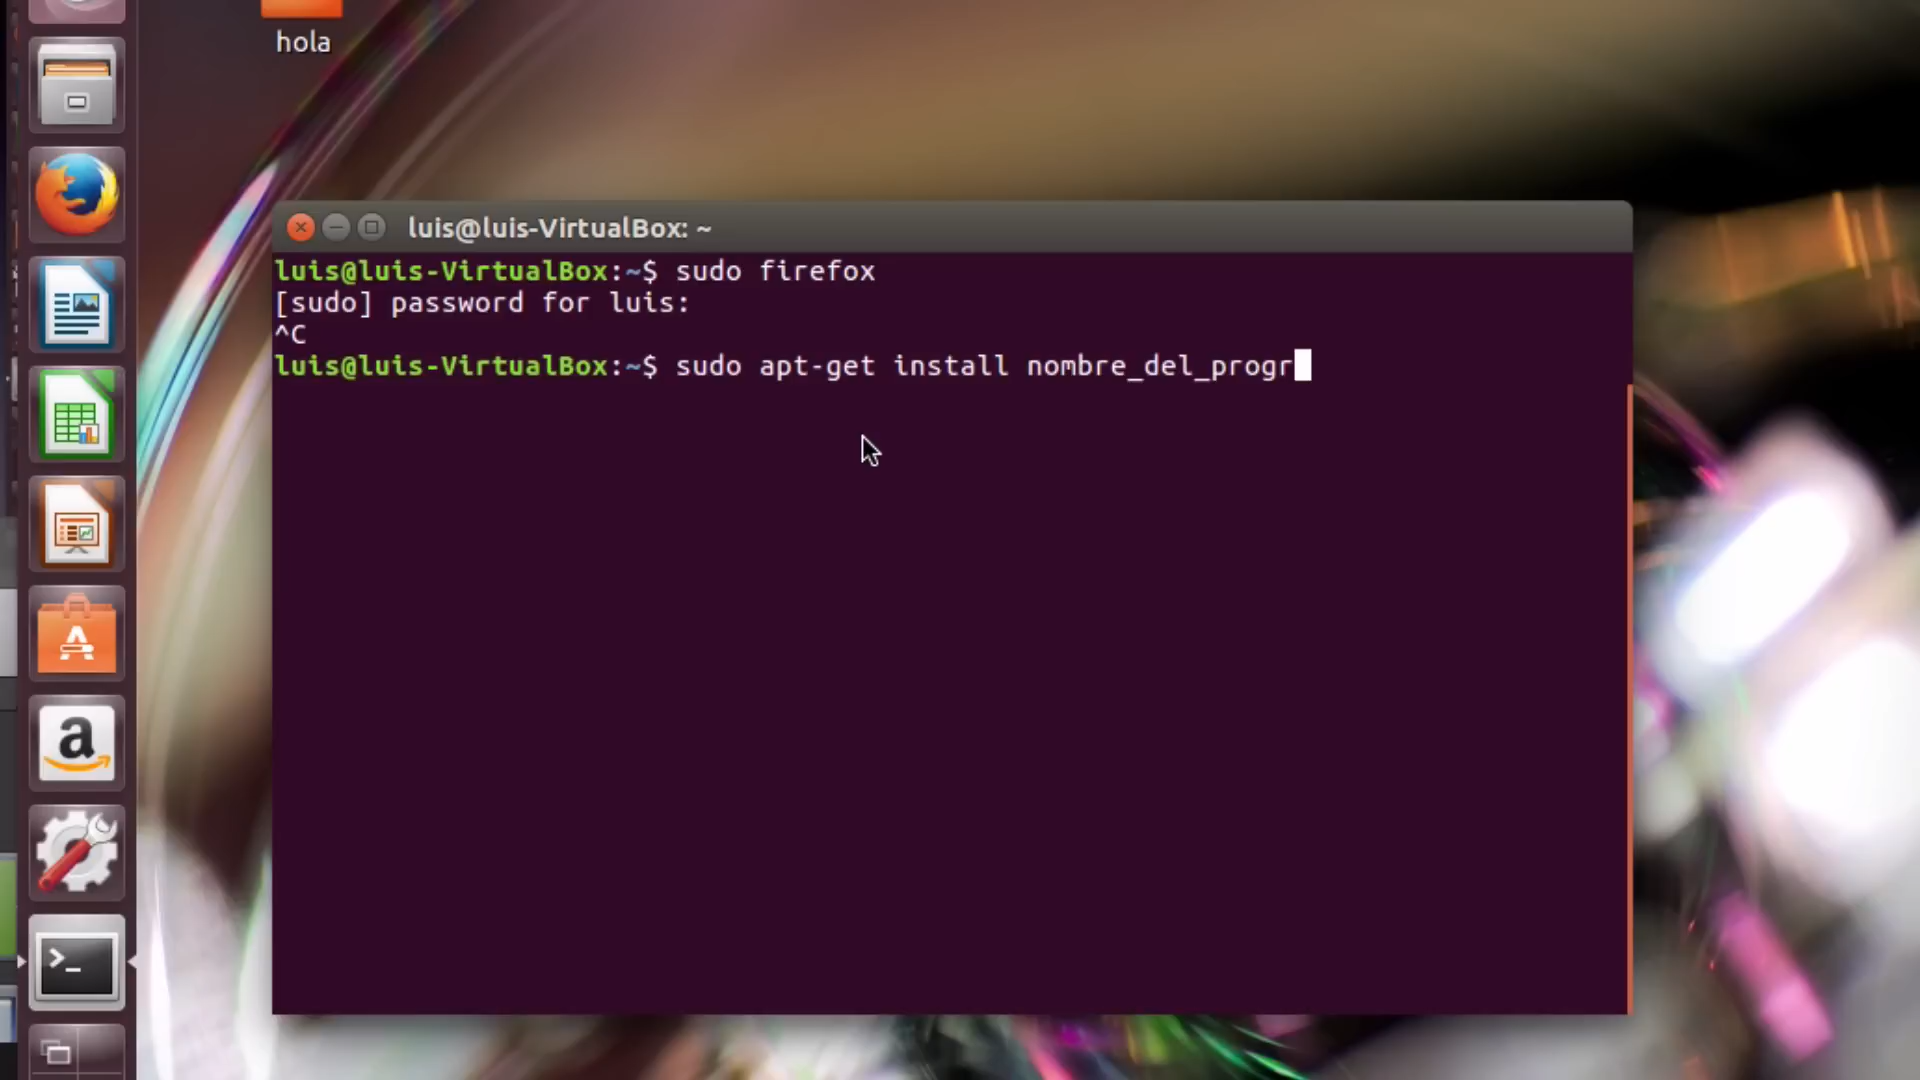 hola
luis@luis-VirtualBox: ~
luis@luis-VirtualBox:~$ sudo firefox
[sudo] password for luis:
^C
luis@luis-VirtualBox:~$ sudo apt-get install nombre_del_progr